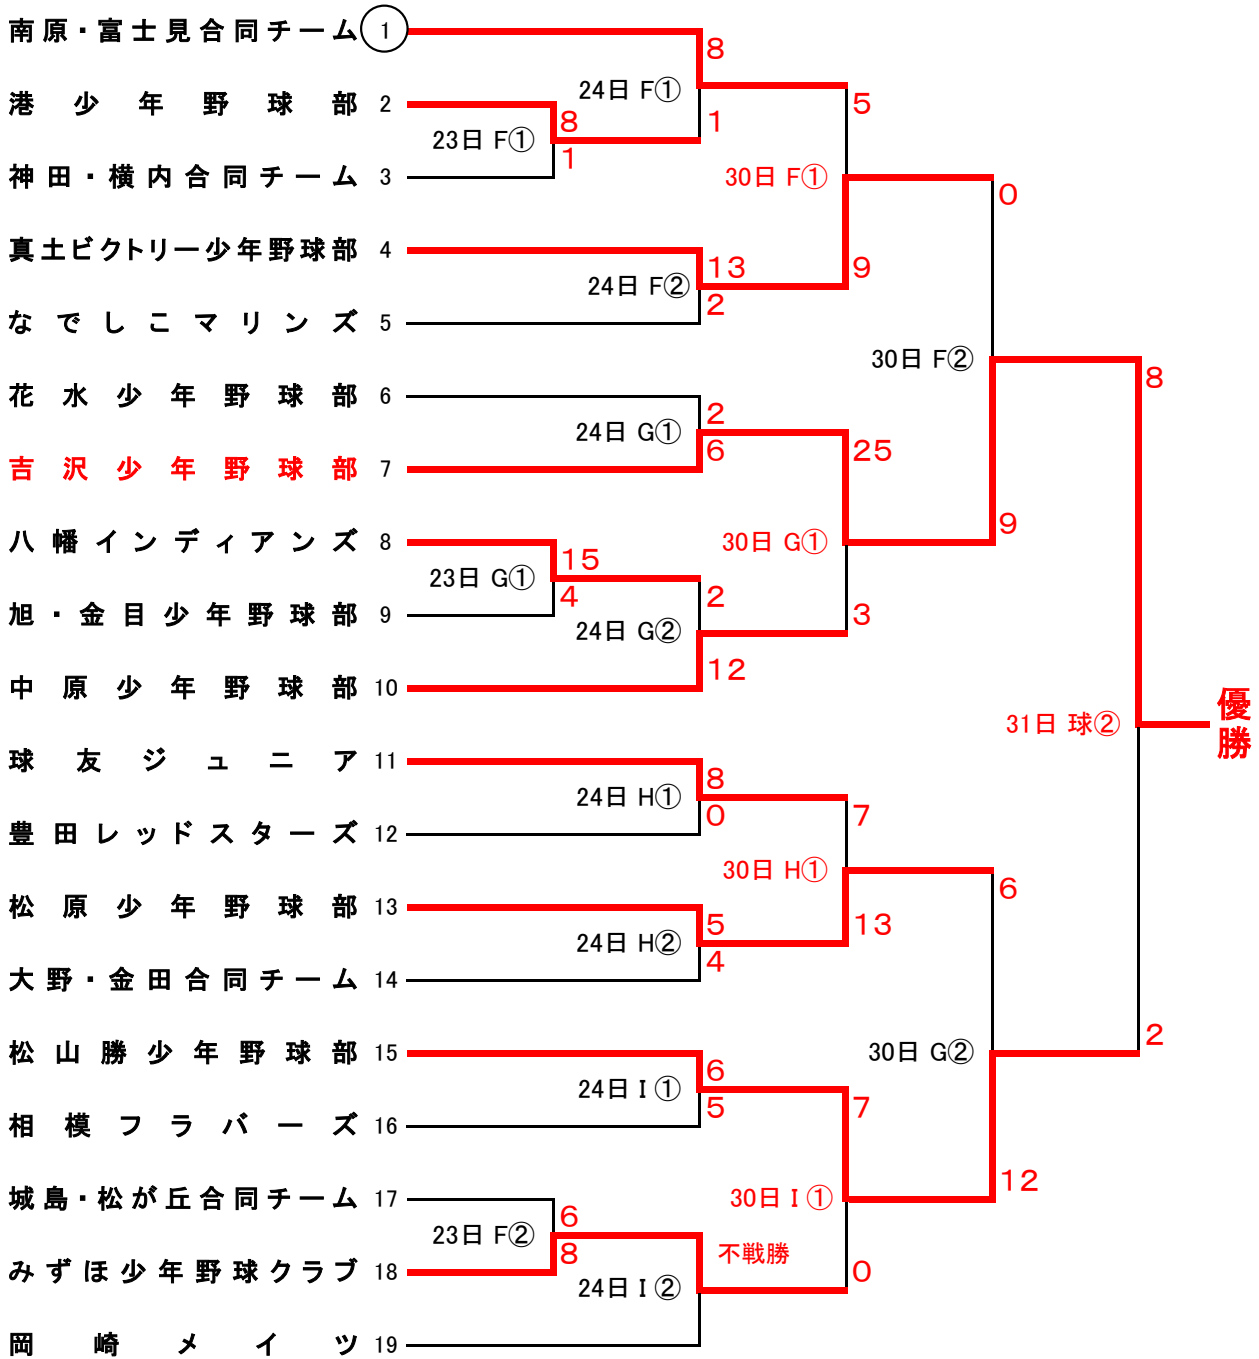 南原・富士見合同チーム 1
8
24日 F①
5
港少年野球部 2
8
1
23日 F①
1
神田・横内合同チーム 3
30日 F①
0
真土ビクトリー少年野球部 4
13
9
24日 F②
2
なでしこマリンズ 5
30日 F②
8
花水少年野球部 6
2
24日 G①
6
25
吉沢少年野球部 7
9
八幡インディアンズ 8
30日 G①
15
23日 G①
4
2
3
旭・金目少年野球部 9
24日 G②
12
中原少年野球部 10
優勝
31日 球②
球友ジュニア 11
8
24日 H①
0
7
豊田レッドスターズ 12
30日 H①
6
松原少年野球部 13
5
13
24日 H②
4
大野・金田合同チーム 14
2
松山勝少年野球部 15
30日 G②
6
24日 I①
5
7
相模フラバーズ 16
12
城島・松が丘合同チーム 17
30日 I①
6
23日 F②
8
不戦勝
0
みずほ少年野球クラブ 18
24日 I②
岡崎メイツ 19